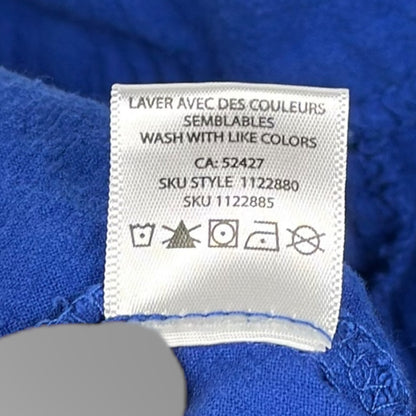 LAVER AVEC DES COULEURS
SEMBLABLES
WASH WITH LIKE COLORS
CA: 52427
SKU STYLE 1122880
SKU 1122885